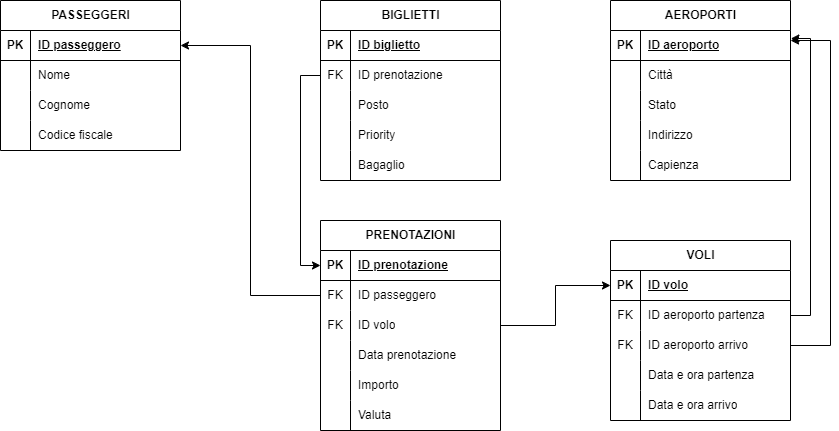 PASSEGGERI
PK ID passeggero
Nome
Cognome
Codice fiscale
BIGLIETTI
PK ID biglietto
FK ID prenotazione
Posto
Priority
Bagaglio
AEROPORTI
PK ID aeroporto
Città
Stato
Indirizzo
Capienza
PRENOTAZIONI
PK ID prenotazione
FK ID passeggero
FK ID volo
Data prenotazione
Importo
Valuta
VOLI
PK ID volo
FK ID aeroporto partenza
FK ID aeroporto arrivo
Data e ora partenza
Data e ora arrivo